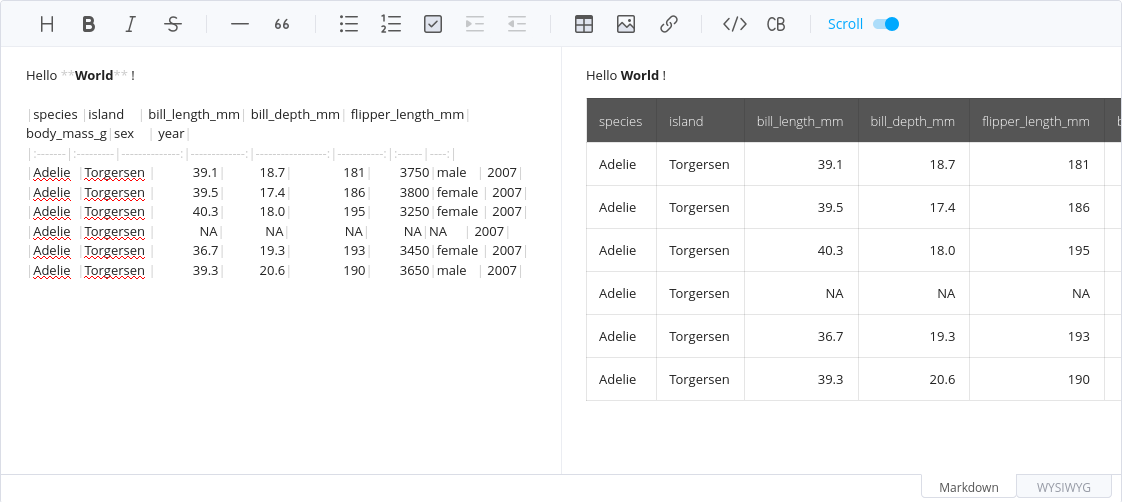 H B I S — 66 </> CB Scroll
Hello **World** !
|species |island    | bill_length_mm| bill_depth_mm| flipper_length_mm|
body_mass_g|sex    | year|
|:-------|:---------|--------------:|-------------:|-----------------:|-----------:|:------|----:|
|Adelie |Torgersen | 39.1| 18.7| 181| 3750|male | 2007|
|Adelie |Torgersen | 39.5| 17.4| 186| 3800|female | 2007|
|Adelie |Torgersen | 40.3| 18.0| 195| 3250|female | 2007|
|Adelie |Torgersen | NA| NA| NA| NA|NA | 2007|
|Adelie |Torgersen | 36.7| 19.3| 193| 3450|female | 2007|
|Adelie |Torgersen | 39.3| 20.6| 190| 3650|male | 2007|
Hello World !
species island bill_length_mm bill_depth_mm flipper_length_mm
Adelie Torgersen 39.1 18.7 181
Adelie Torgersen 39.5 17.4 186
Adelie Torgersen 40.3 18.0 195
Adelie Torgersen NA NA NA
Adelie Torgersen 36.7 19.3 193
Adelie Torgersen 39.3 20.6 190
Markdown WYSIWYG